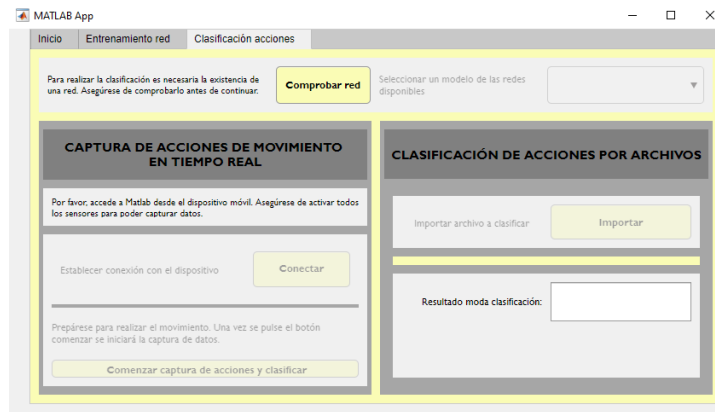 MATLAB App
Inicio Entrenamiento red Clasificación acciones
Para realizar la clasificación es necesaria la existencia de
una red. Asegúrese de comprobarlo antes de continuar.
Comprobar red
Seleccionar un modelo de las redes
disponibles
CAPTURA DE ACCIONES DE MOVIMIENTO
EN TIEMPO REAL
Por favor, accede a Matlab desde el dispositivo móvil. Asegúrese de activar todos
los sensores para poder capturar datos.
Establecer conexión con el dispositivo
Conectar
Prepárese para realizar el movimiento. Una vez se pulse el botón
comenzar se iniciará la captura de datos.
Comenzar captura de acciones y clasificar
CLASIFICACIÓN DE ACCIONES POR ARCHIVOS
Importar archivo a clasificar
Importar
Resultado moda clasificación: